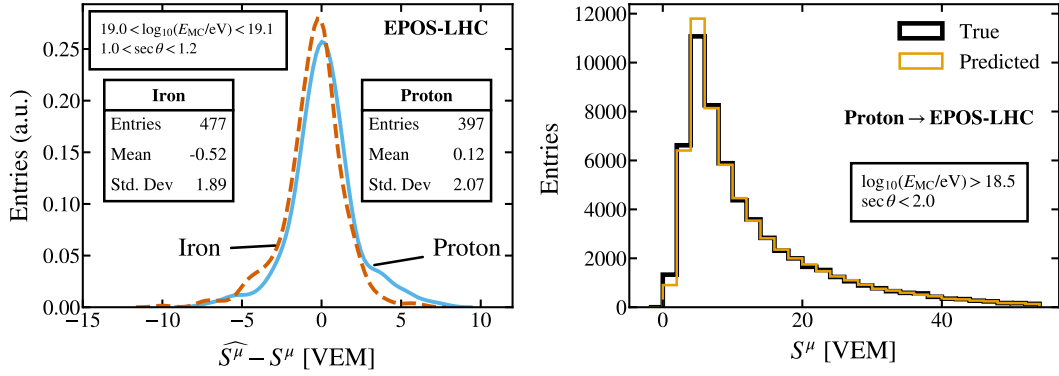 19.0 < log₁₀(E_MC/eV) < 19.1
1.0 < sec θ < 1.2
EPOS-LHC
Iron
Entries 477
Mean -0.52
Std. Dev 1.89
Proton
Entries 397
Mean 0.12
Std. Dev 2.07
Iron
Proton
Entries (a.u.)
0.25
0.20
0.15
0.10
0.05
0.00
−15 −10 −5 0 5 10
\widehat{S^μ} − S^μ [VEM]
True
Predicted
Proton → EPOS-LHC
log₁₀(E_MC/eV) > 18.5
sec θ < 2.0
Entries
12000
10000
8000
6000
4000
2000
0
0 20 40
S^μ [VEM]